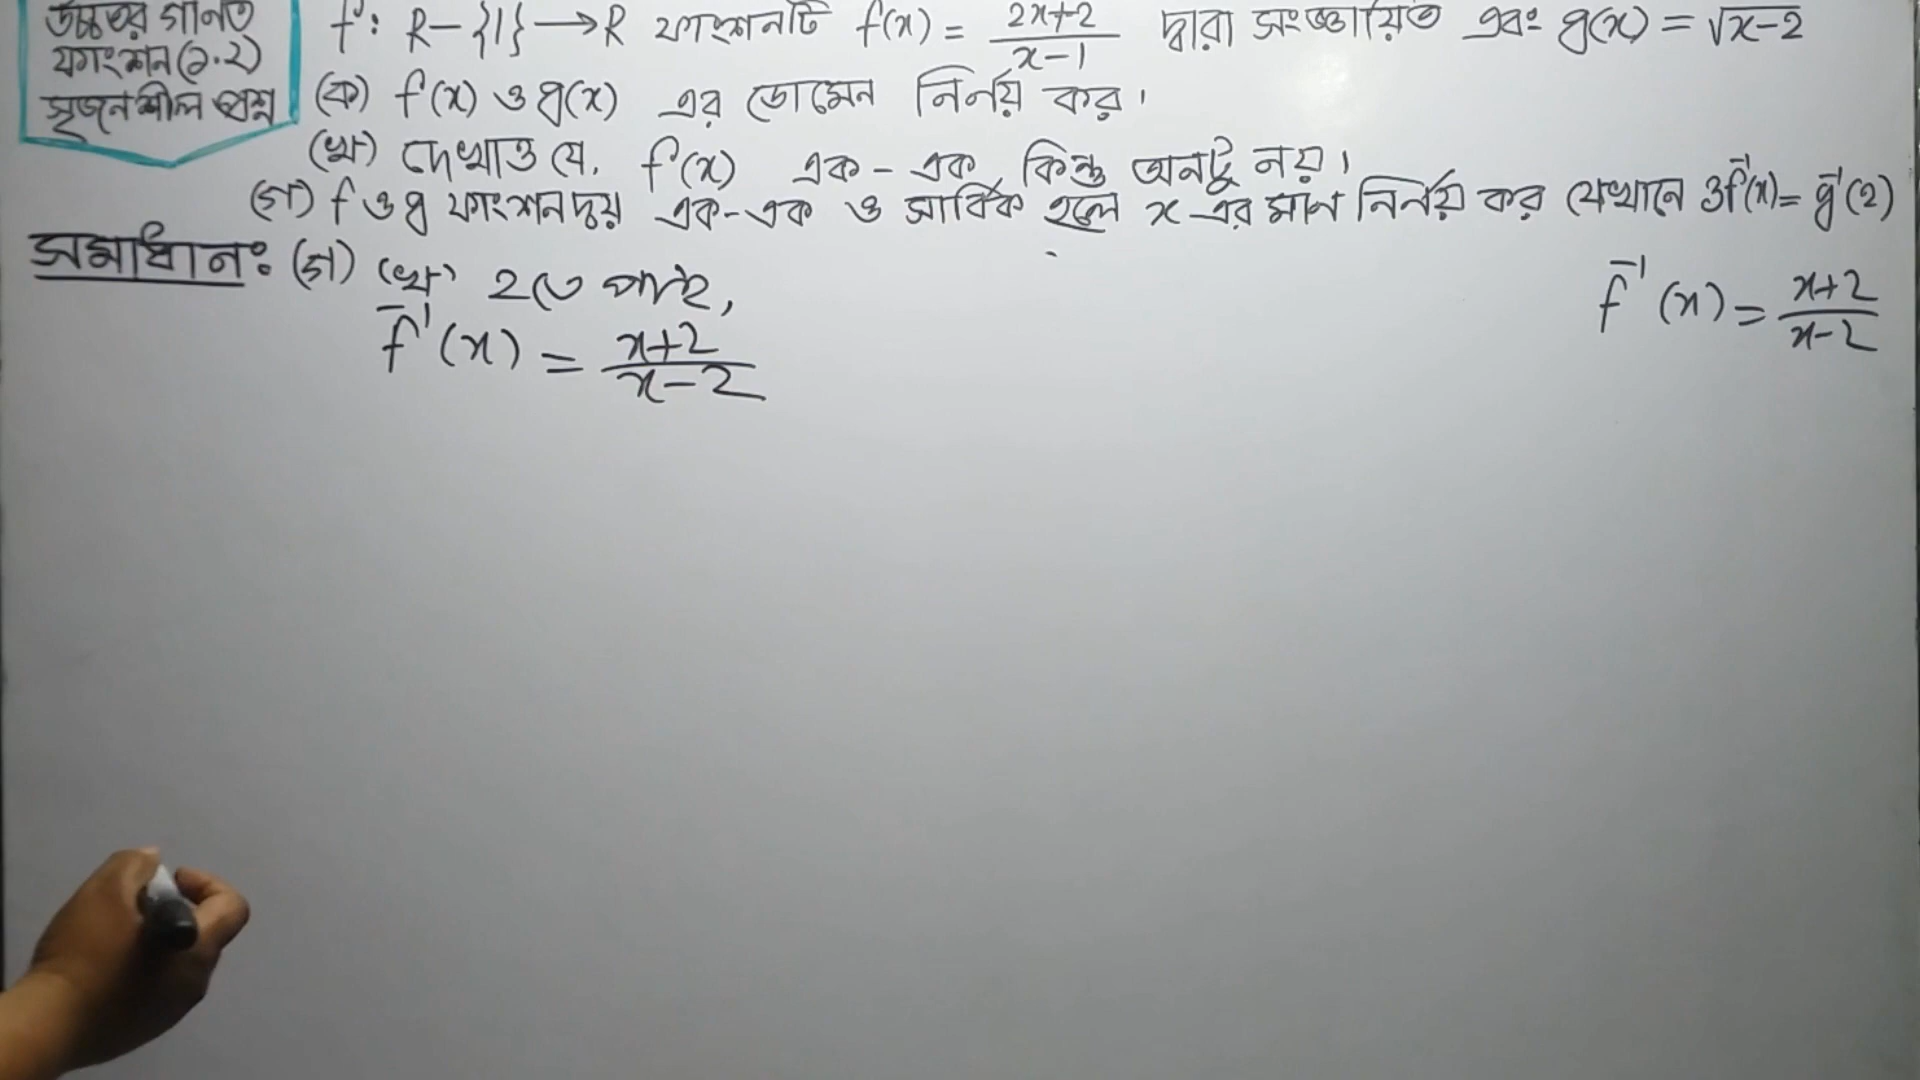 উচ্চতর গণিত
ফাংশন(১.২)
সৃজনশীল প্রশ্ন
f: R-{1}→R ফাংশনটি f(x) = (2x+2)/(x-1) দ্বারা সংজ্ঞায়িত এবং g(x) = √(x-2)
(ক) f(x) ও g(x) এর ডোমেন নির্ণয় কর।
(খ) দেখাও যে, f(x) এক-এক কিন্তু অনটু নয়।
(গ) f ও g ফাংশনদ্বয় এক-এক ও সার্বিক হলে x এর মান নির্ণয় কর যেখানে 3f⁻¹(x) = g⁻¹(2)
সমাধান: (গ) 'খ' হতে পাই,
f⁻¹(x) = (x+2)/(x-2)
f⁻¹(x) = (x+2)/(x-2)